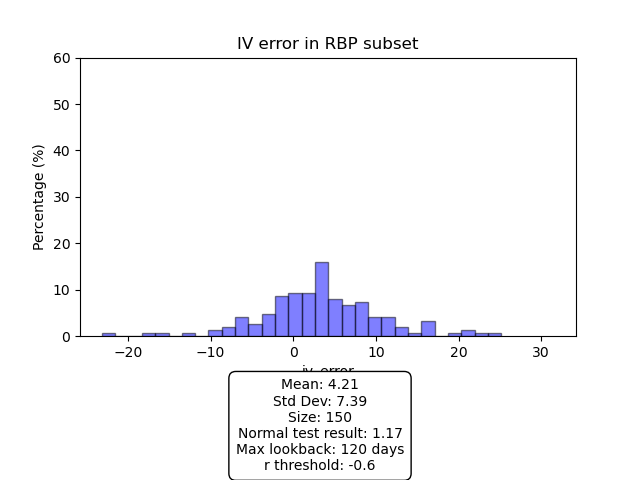 IV error in RBP subset
60
50
40
30
20
10
0
Percentage (%)
−20
−10
0
10
20
30
iv_error
Mean: 4.21
Std Dev: 7.39
Size: 150
Normal test result: 1.17
Max lookback: 120 days
r threshold: -0.6